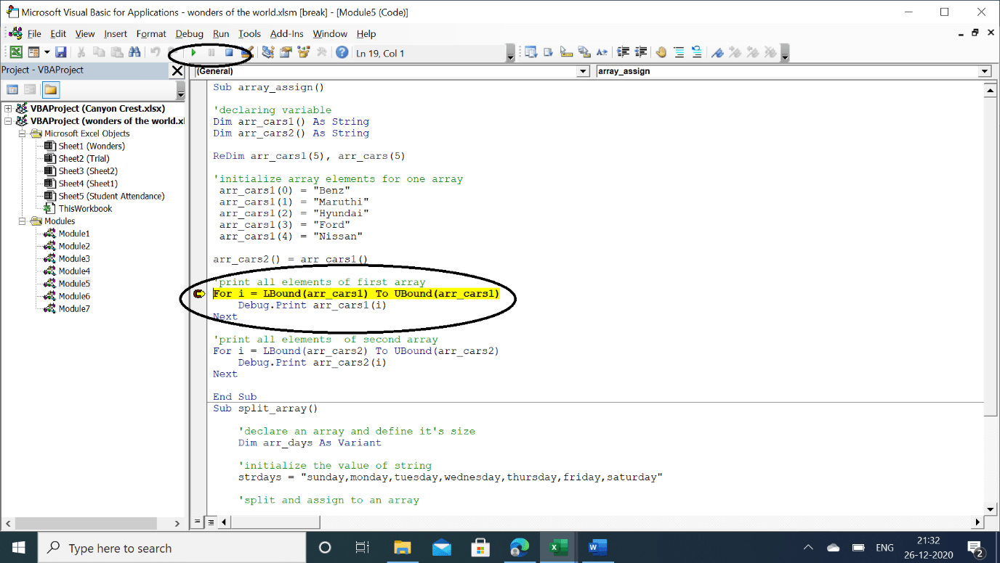 Microsoft Visual Basic for Applications - wonders of the world.xlsm [break] - [Module5 (Code)]
File Edit View Insert Format Debug Run Tools Add-Ins Window Help
Ln 19, Col 1
Project - VBAProject
(General)
array_assign
VBAProject (Canyon Crest.xlsx)
VBAProject (wonders of the world.xl
Microsoft Excel Objects
Sheet1 (Wonders)
Sheet2 (Trial)
Sheet3 (Sheet2)
Sheet4 (Sheet1)
Sheet5 (Student Attendance)
ThisWorkbook
Modules
Module1
Module2
Module3
Module4
Module5
Module6
Module7
Sub array_assign()
'declaring variable
Dim arr_cars1() As String
Dim arr_cars2() As String
ReDim arr_cars1(5), arr_cars(5)
'initialize array elements for one array
arr_cars1(0) = "Benz"
arr_cars1(1) = "Maruthi"
arr_cars1(2) = "Hyundai"
arr_cars1(3) = "Ford"
arr_cars1(4) = "Nissan"
arr_cars2() = arr_cars1()
'print all elements of first array
For i = LBound(arr_cars1) To UBound(arr_cars1)
Debug.Print arr_cars1(i)
Next
'print all elements  of second array
For i = LBound(arr_cars2) To UBound(arr_cars2)
Debug.Print arr_cars2(i)
Next
End Sub
Sub split_array()
'declare an array and define it's size
Dim arr_days As Variant
'initialize the value of string
strdays = "sunday,monday,tuesday,wednesday,thursday,friday,saturday"
'split and assign to an array
Type here to search
ENG
21:32
26-12-2020
2